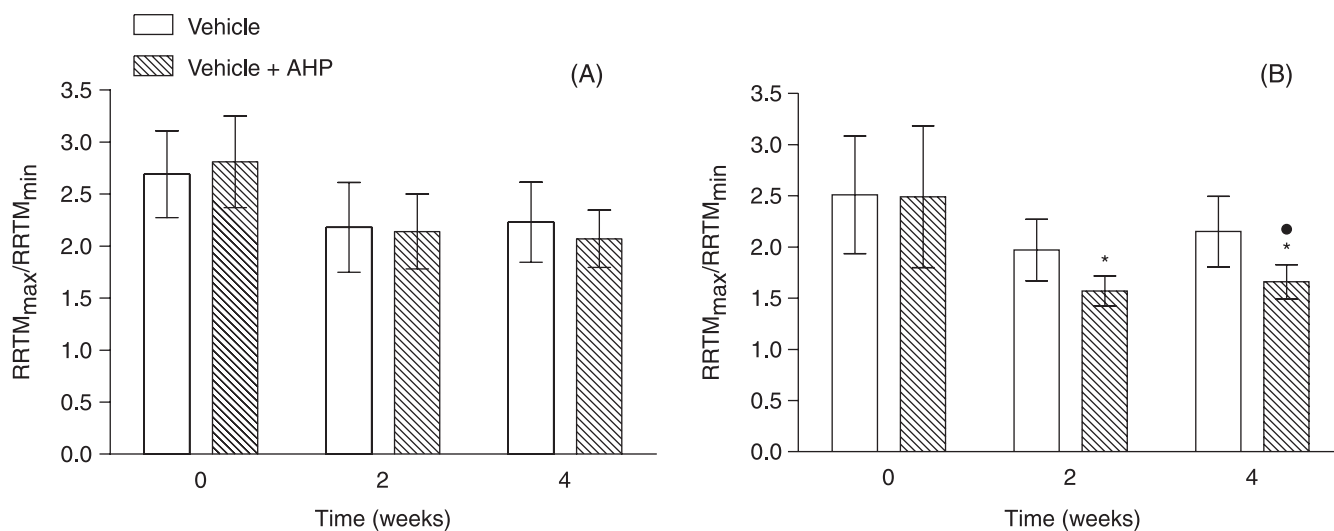 Vehicle
Vehicle + AHP
(A)
RRTMmax/RRTMmin
3.5
3.0
2.5
2.0
1.5
1.0
0.5
0.0
0 2 4
Time (weeks)
(B)
RRTMmax/RRTMmin
3.5
3.0
2.5
2.0
1.5
1.0
0.5
0.0
*
●
*
0 2 4
Time (weeks)